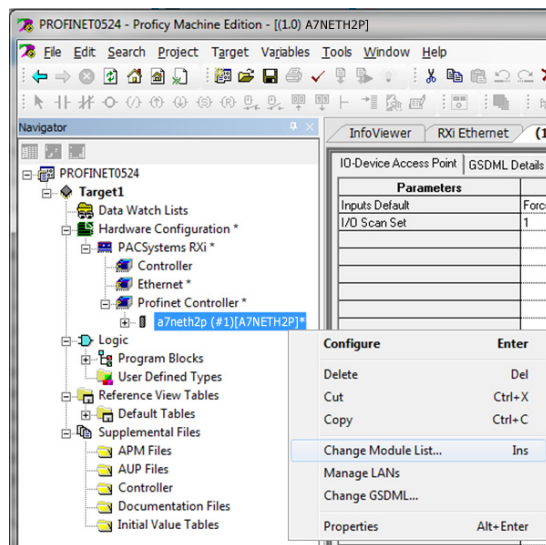 PROFINET0524 - Proficy Machine Edition - [(1.0) A7NETH2P]
File Edit Search Project Target Variables Tools Window Help
Navigator
InfoViewer RXi Ethernet (1
IO-Device Access Point GSDML Details
Parameters
Inputs Default Force
I/O Scan Set 1
PROFINET0524
Target1
Data Watch Lists
Hardware Configuration *
PACSystems RXi *
Controller
Ethernet *
Profinet Controller *
a7neth2p (#1)[A7NETH2P]*
Logic
Program Blocks
User Defined Types
Reference View Tables
Default Tables
Supplemental Files
APM Files
AUP Files
Controller
Documentation Files
Initial Value Tables
Configure Enter
Delete Del
Cut Ctrl+X
Copy Ctrl+C
Change Module List... Ins
Manage LANs
Change GSDML...
Properties Alt+Enter